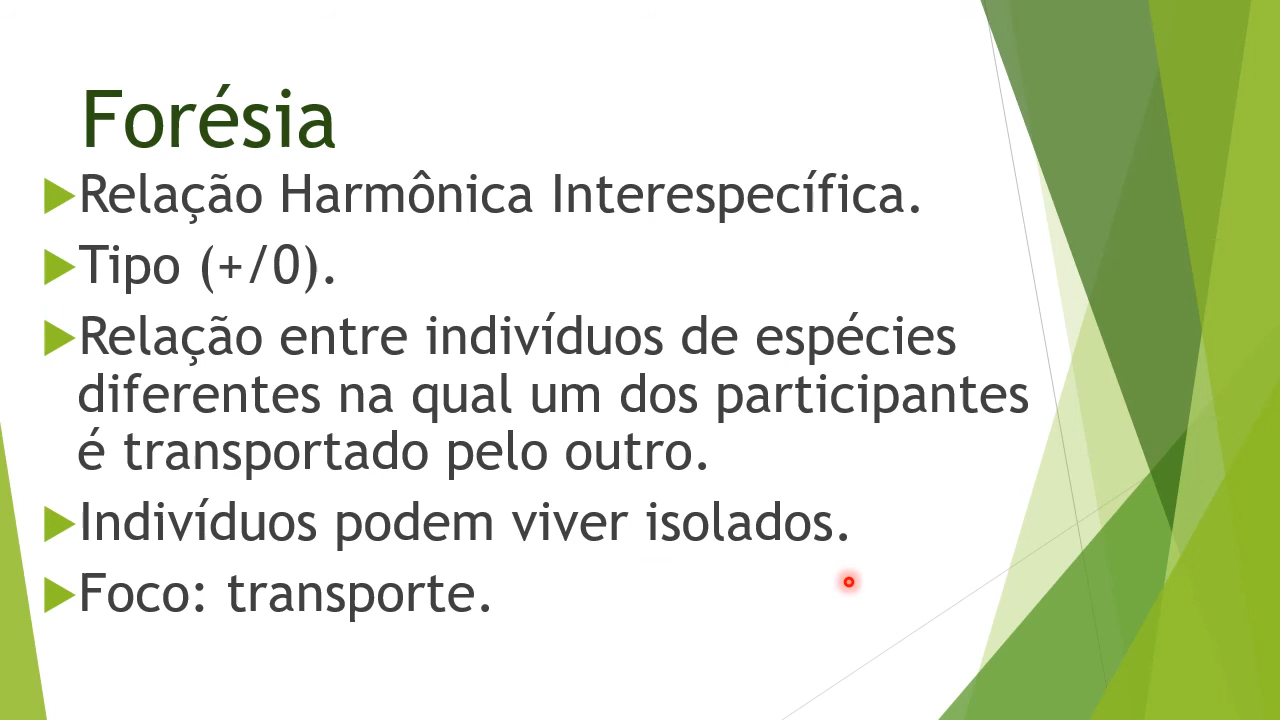 Forésia
Relação Harmônica Interespecífica.
Tipo (+/0).
Relação entre indivíduos de espécies
diferentes na qual um dos participantes
é transportado pelo outro.
Indivíduos podem viver isolados.
Foco: transporte.